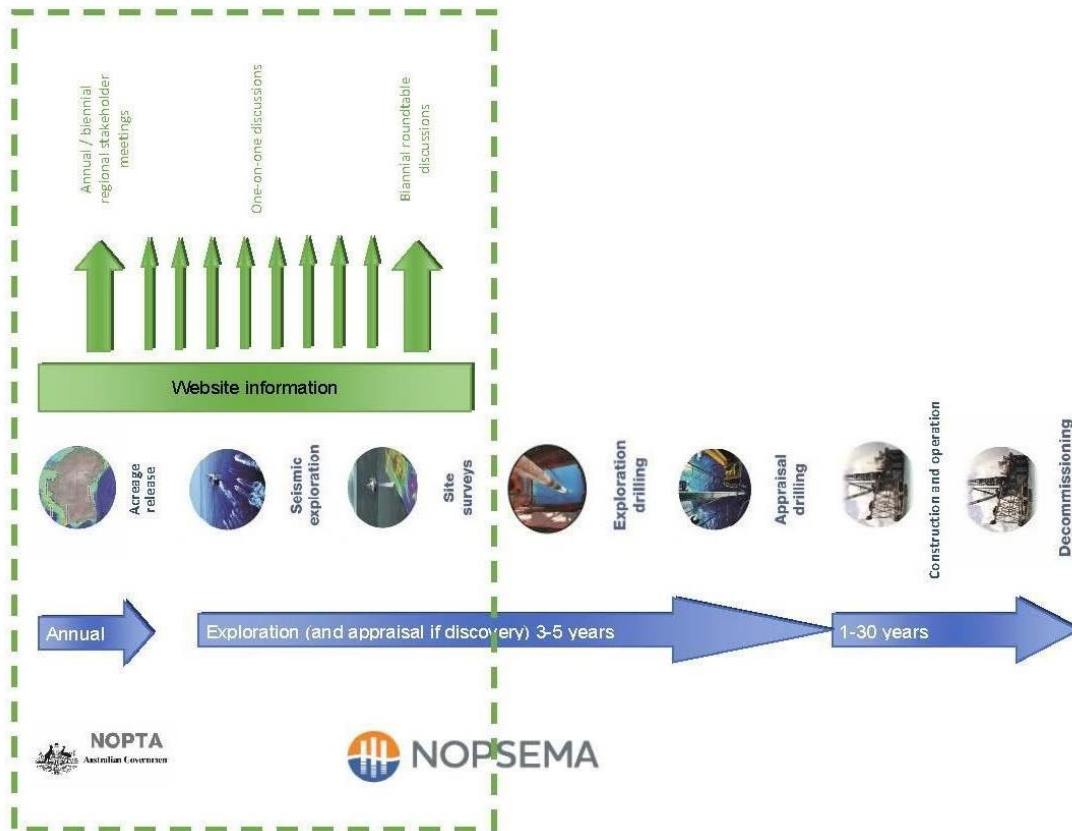 Annual / biennial
regional stakeholder
meetings
One-on-one discussions
Biannial roundtable
discussions
Website information
Acreage
release
Seismic
exploration
Site
surveys
Exploration
drilling
Appraisal
drilling
Construction and operation
Decommissioning
Annual
Exploration (and appraisal if discovery) 3-5 years
1-30 years
NOPTA
Australian Governmen
NOPSEMA